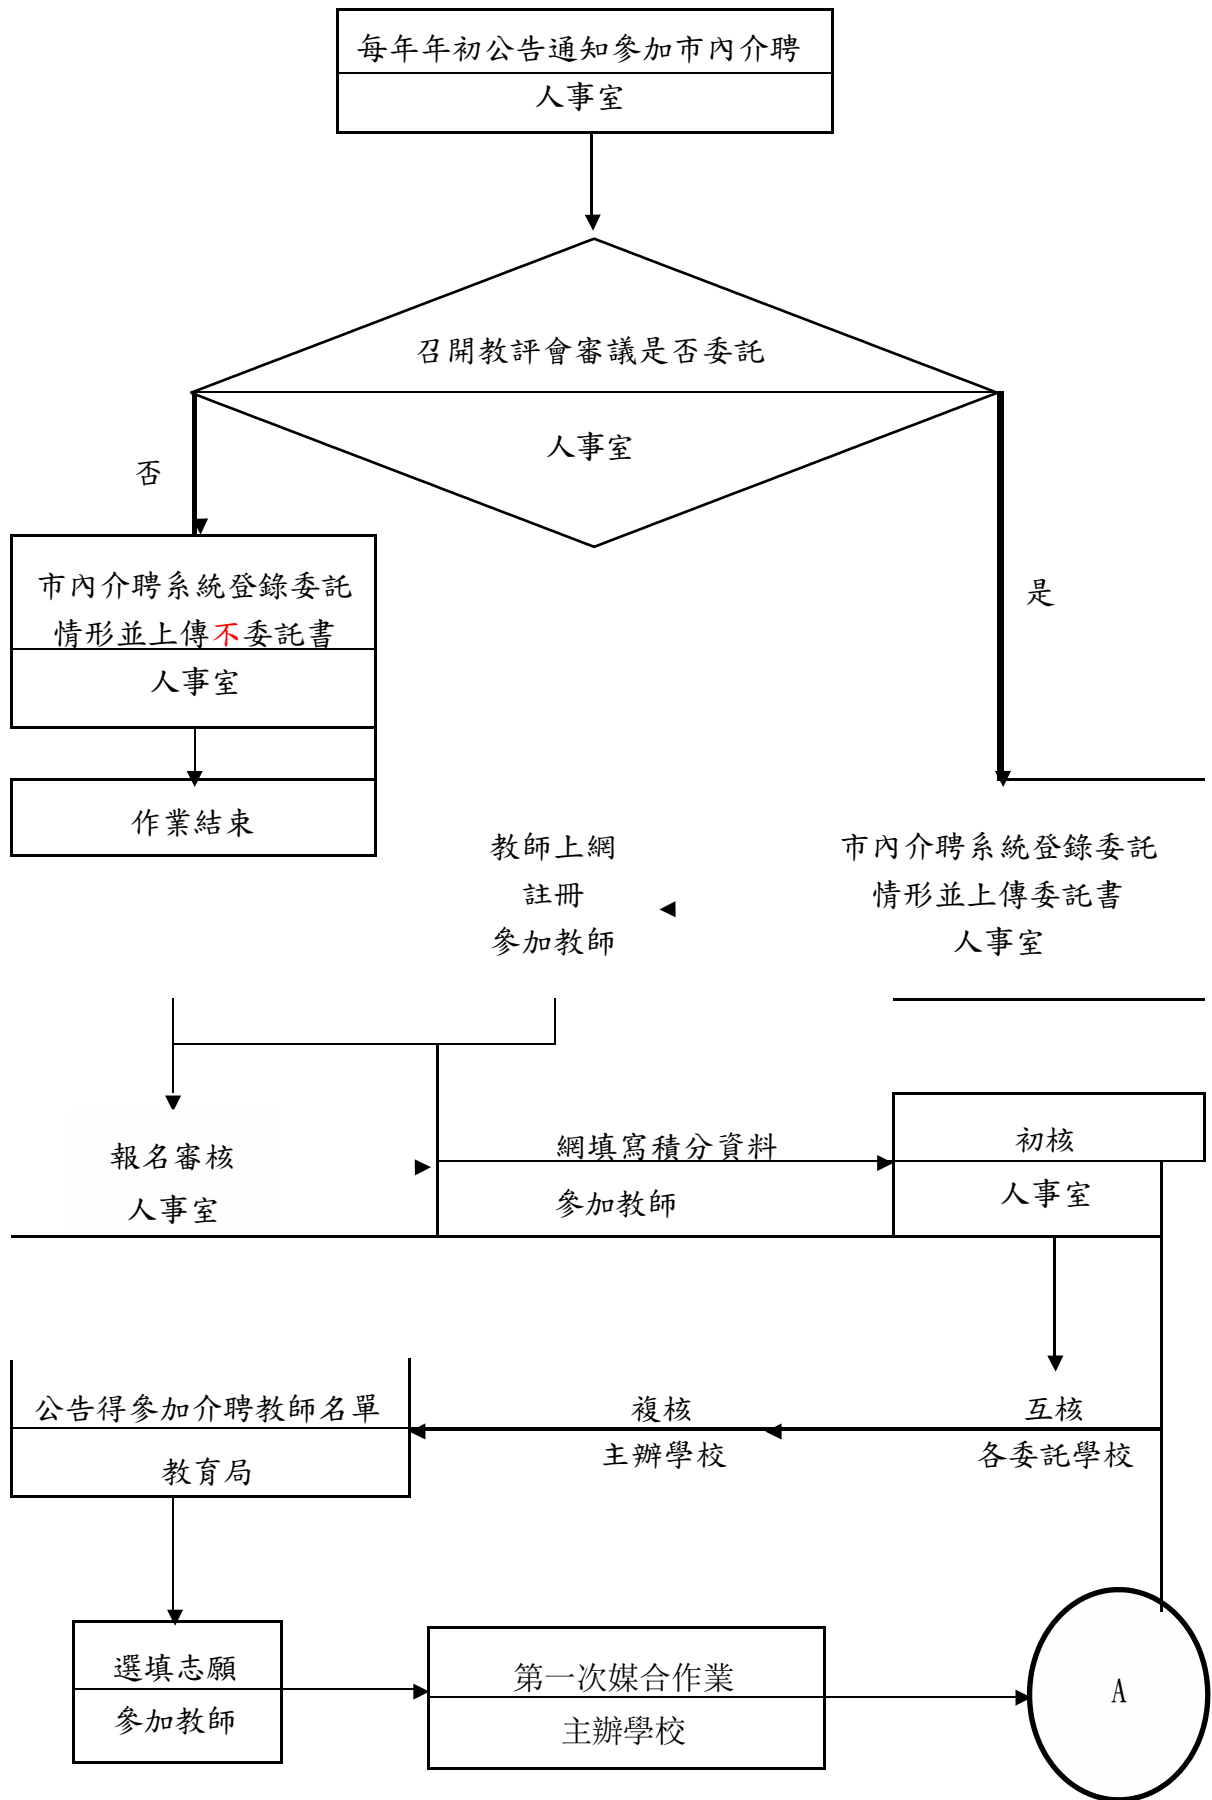 每年年初公告通知參加市內介聘
人事室
召開教評會審議是否委託
人事室
否
是
市內介聘系統登錄委託
情形並上傳不委託書
人事室
作業結束
教師上網
註冊
參加教師
市內介聘系統登錄委託
情形並上傳委託書
人事室
報名審核
人事室
網填寫積分資料
參加教師
初核
人事室
公告得參加介聘教師名單
教育局
複核
主辦學校
互核
各委託學校
選填志願
參加教師
第一次媒合作業
主辦學校
A